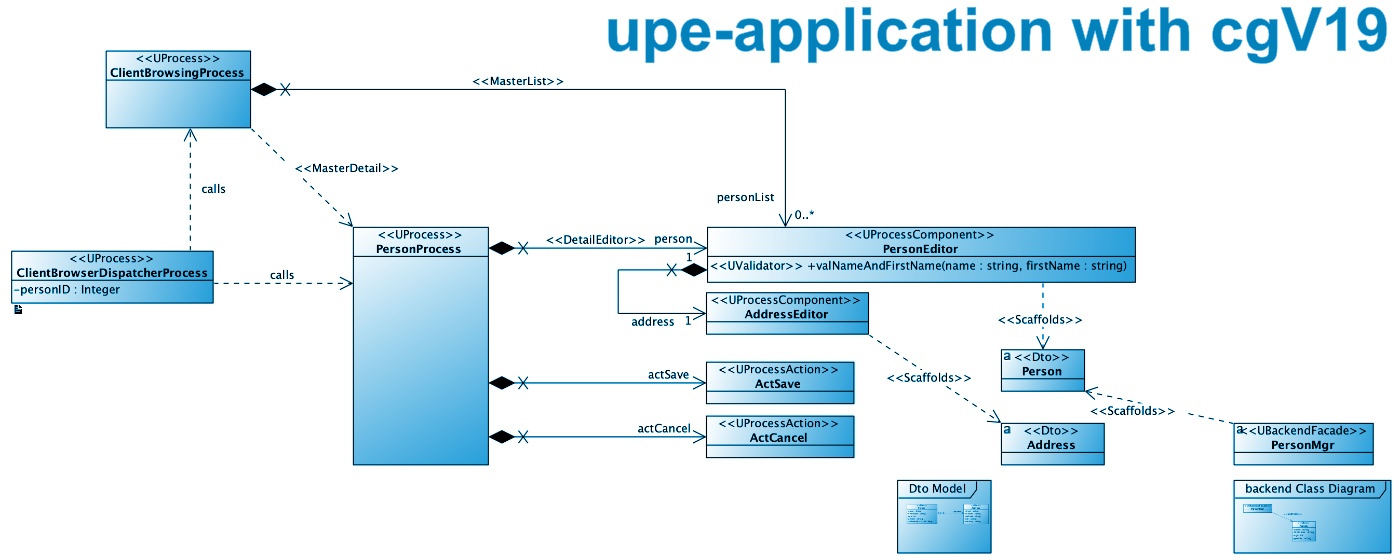 upe-application with cgV19
<<UProcess>>
ClientBrowsingProcess
<<MasterList>>
<<MasterDetail>>
calls
personList
0..*
<<UProcess>>
PersonProcess
<<DetailEditor>>
person
1
<<UProcessComponent>>
PersonEditor
<<UValidator>> +valNameAndFirstName(name : string, firstName : string)
<<UProcess>>
ClientBrowserDispatcherProcess
-personID : Integer
calls
<<UProcessComponent>>
AddressEditor
address
1
<<Scaffolds>>
a <<Dto>>
Person
<<UProcessAction>>
ActSave
actSave
<<Scaffolds>>
<<Scaffolds>>
<<UProcessAction>>
ActCancel
actCancel
a <<Dto>>
Address
a<<UBackendFacade>>
PersonMgr
Dto Model
backend Class Diagram